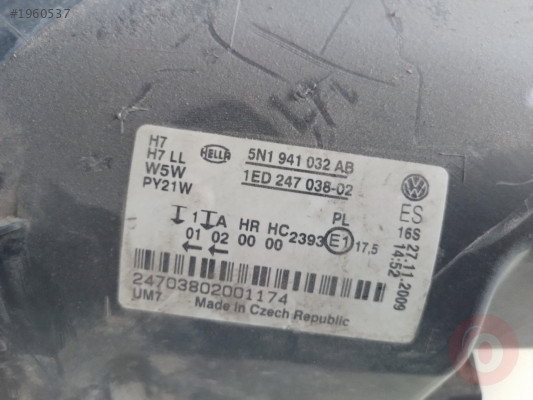 #1960537
H7
H7 LL
W5W
PY21W
HELLA
5N1 941 032 AB
1ED 247 038-02
PL
ES
16S
27.11.2009
14:52
1 A HR HC 2393 E1 17,5
01 02 00 00
24703802001174
UM7
Made in Czech Republic